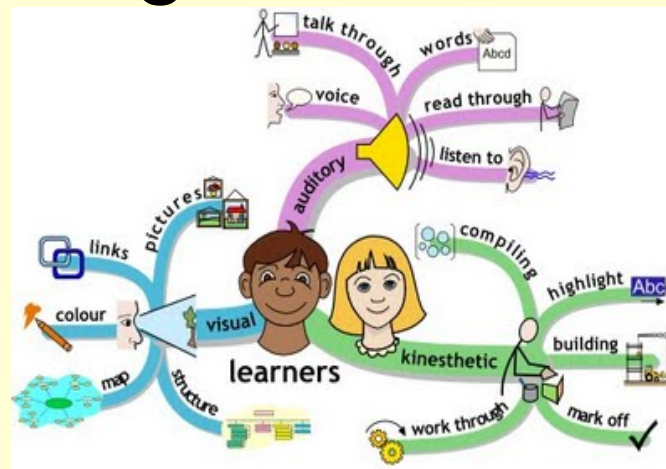 talk through
words
Abcd
voice
read through
listen to
auditory
pictures
links
colour
map
structure
visual
learners
kinesthetic
compiling
highlight
Abc
building
work through
mark off